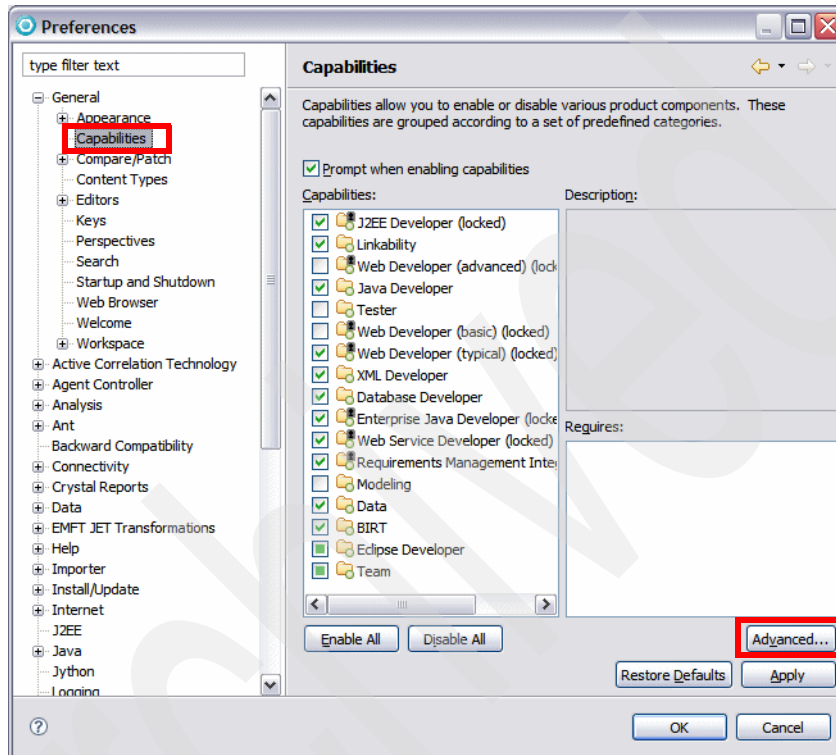 Preferences
type filter text
General
Appearance
Capabilities
Compare/Patch
Content Types
Editors
Keys
Perspectives
Search
Startup and Shutdown
Web Browser
Welcome
Workspace
Active Correlation Technology
Agent Controller
Analysis
Ant
Backward Compatibility
Connectivity
Crystal Reports
Data
EMFT JET Transformations
Help
Importer
Install/Update
Internet
J2EE
Java
Jython
Logging
Capabilities
Capabilities allow you to enable or disable various product components. These
capabilities are grouped according to a set of predefined categories.
Prompt when enabling capabilities
Capabilities:
J2EE Developer (locked)
Linkability
Web Developer (advanced) (lock
Java Developer
Tester
Web Developer (basic) (locked)
Web Developer (typical) (locked)
XML Developer
Database Developer
Enterprise Java Developer (locke
Web Service Developer (locked)
Requirements Management Inte
Modeling
Data
BIRT
Eclipse Developer
Team
Description:
Requires:
Enable All
Disable All
Advanced...
Restore Defaults
Apply
?
OK
Cancel